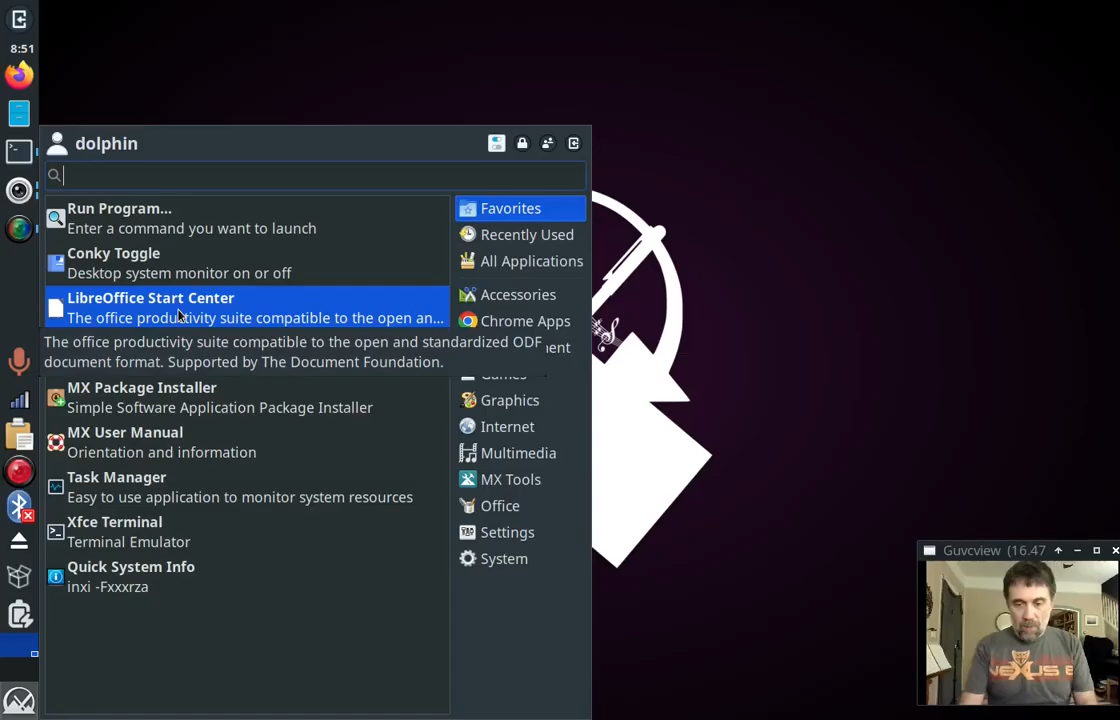 8:51
dolphin
Run Program...
Enter a command you want to launch
Conky Toggle
Desktop system monitor on or off
LibreOffice Start Center
The office productivity suite compatible to the open an...
The office productivity suite compatible to the open and standardized ODF
document format. Supported by The Document Foundation.
MX Package Installer
Simple Software Application Package Installer
MX User Manual
Orientation and information
Task Manager
Easy to use application to monitor system resources
Xfce Terminal
Terminal Emulator
Quick System Info
inxi -Fxxxrza
Favorites
Recently Used
All Applications
Accessories
Chrome Apps
ent
Graphics
Internet
Multimedia
MX Tools
Office
Settings
System
Guvcview (16.47
NEXUS